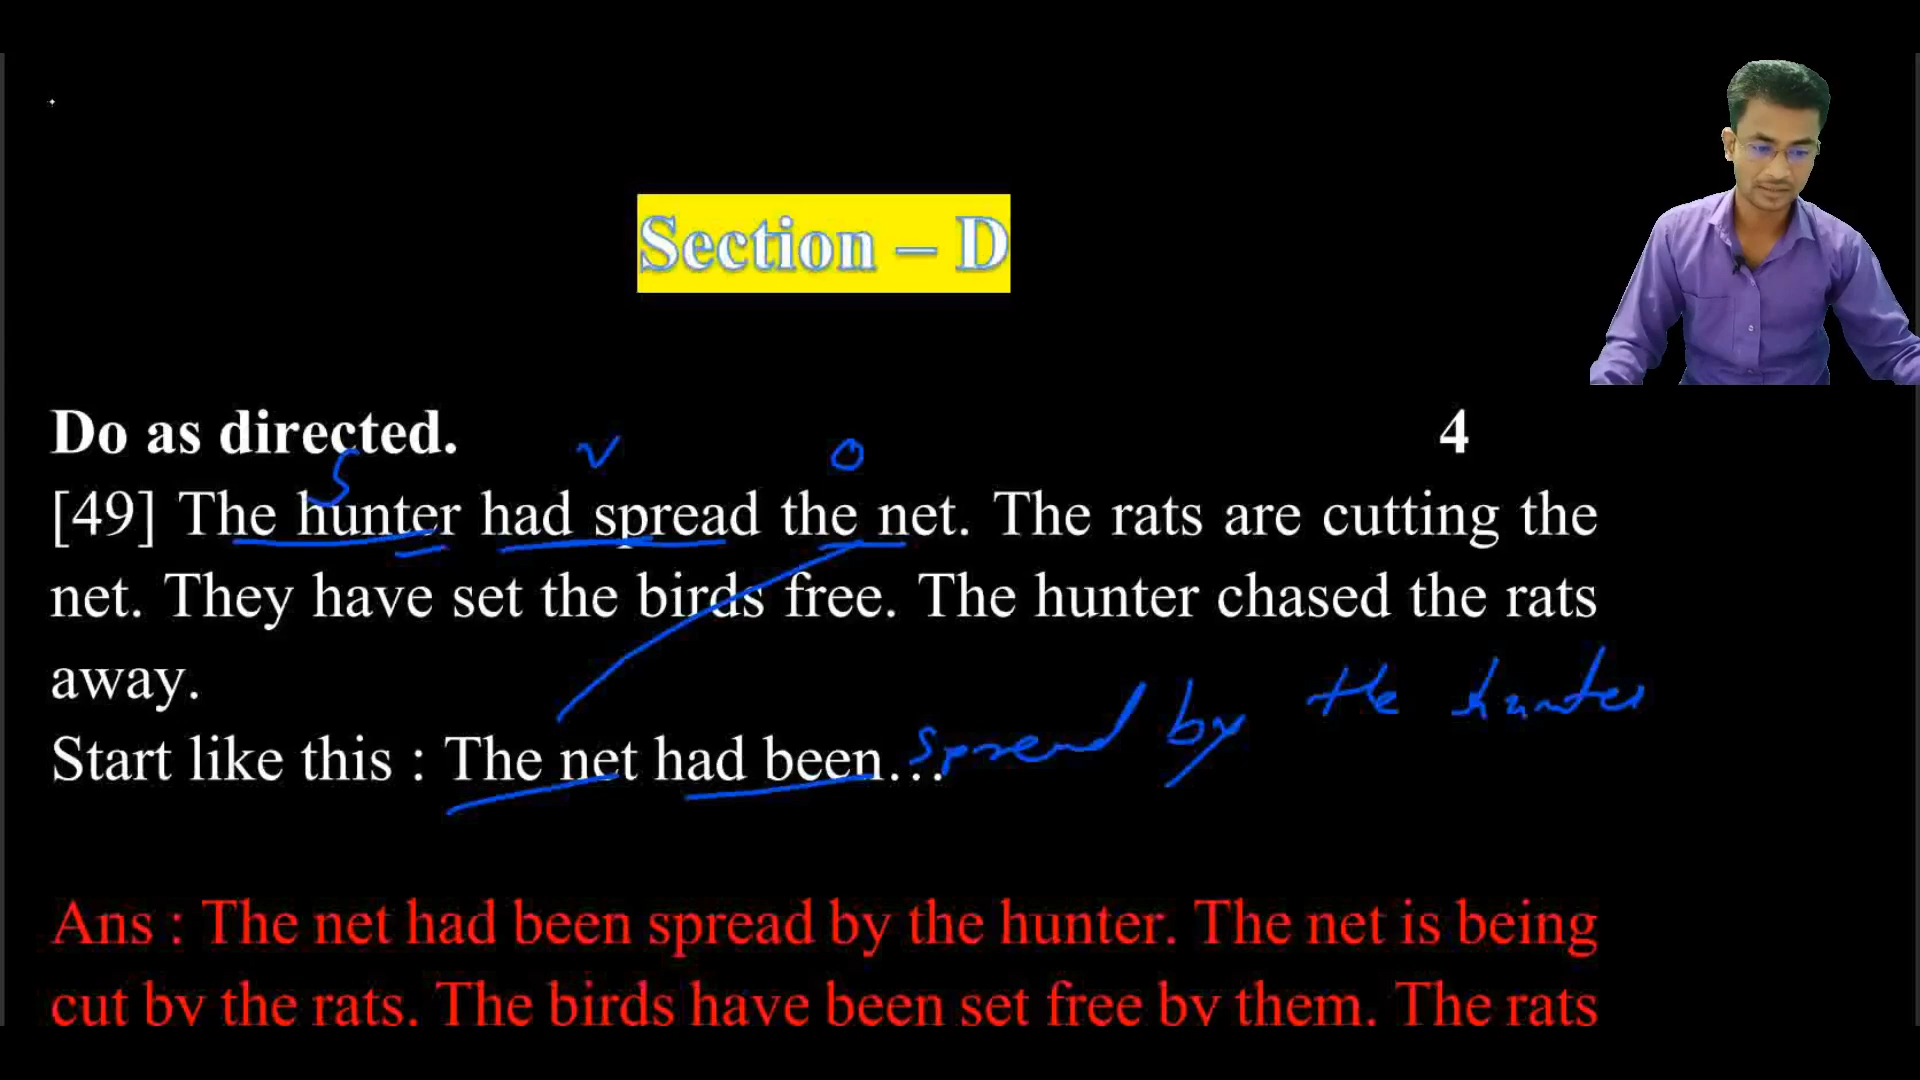 Section – D
Do as directed. 4
S v o
[49] The hunter had spread the net. The rats are cutting the
net. They have set the birds free. The hunter chased the rats
away.
Start like this : The net had been… spread by the hunter
Ans : The net had been spread by the hunter. The net is being
cut by the rats. The birds have been set free by them. The rats